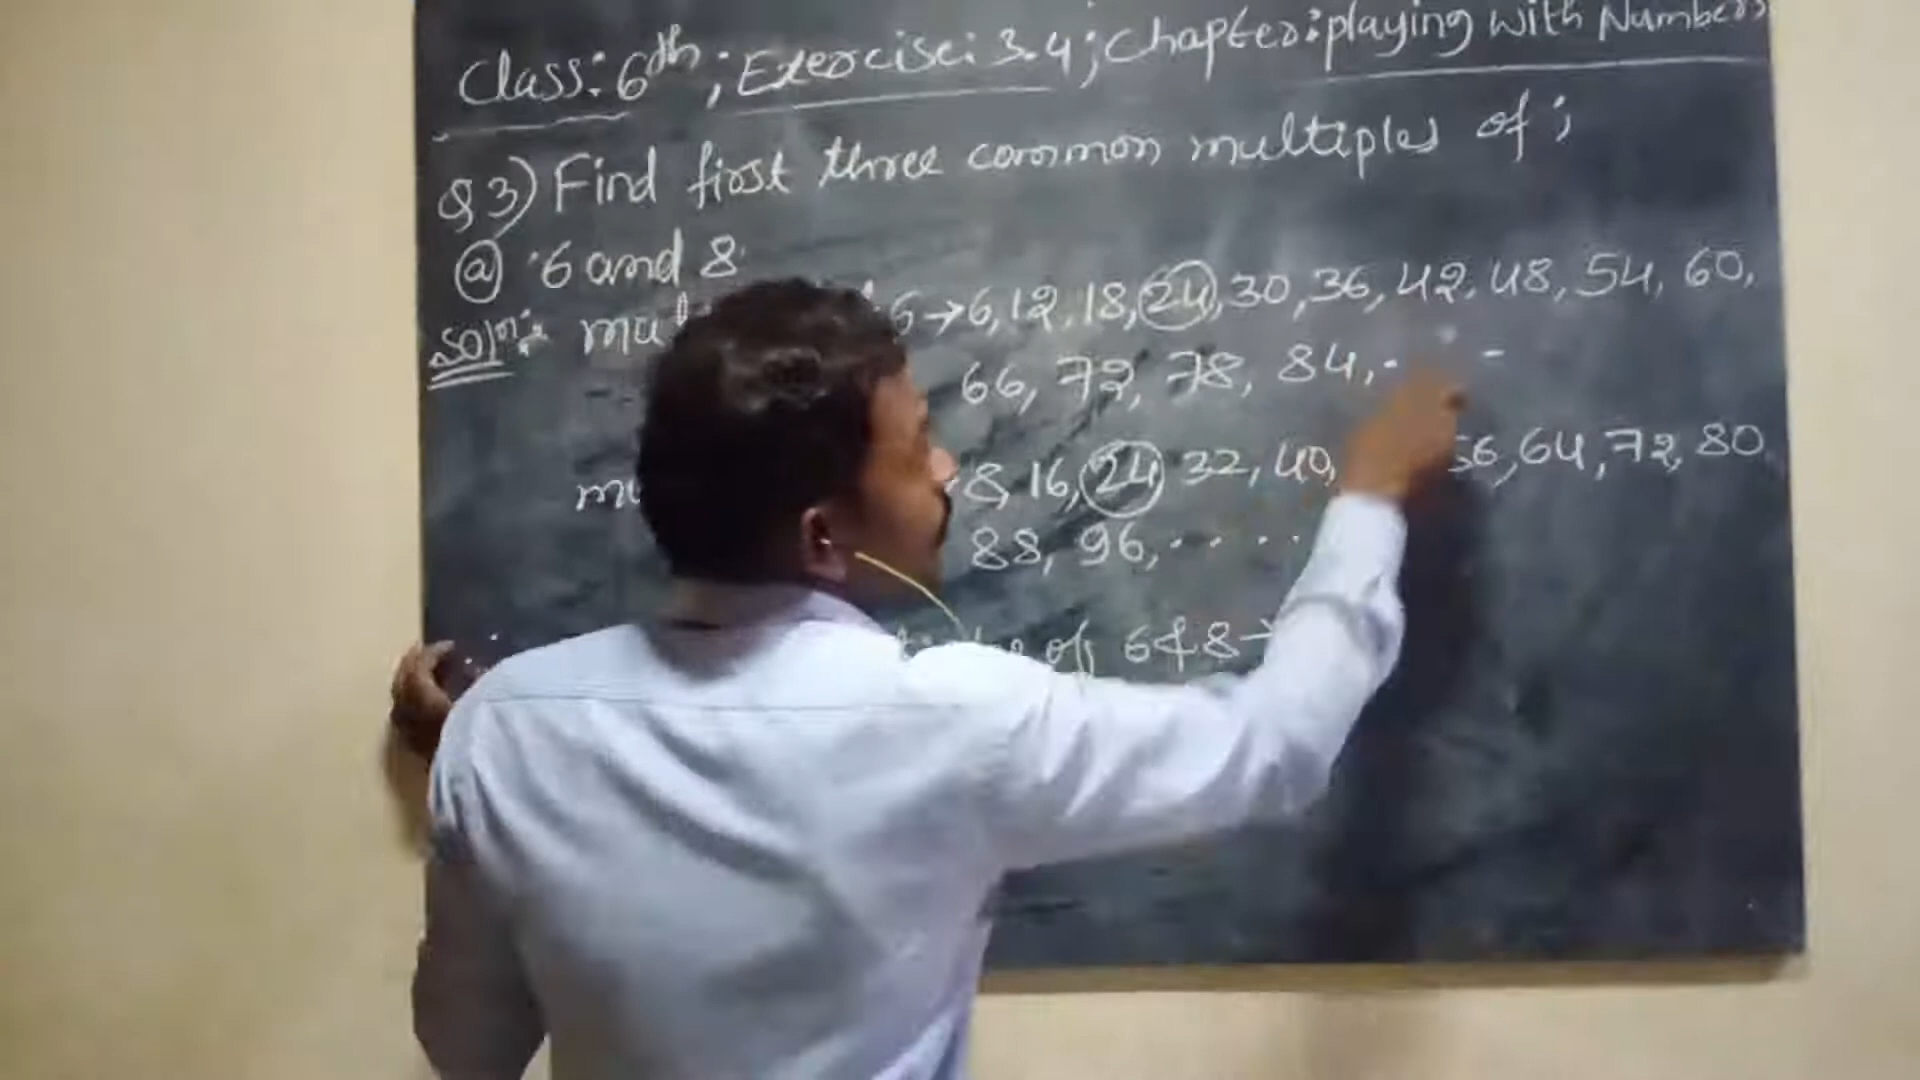 Class: 6th; Exercise: 3.4; Chapter: playing with Numbers
Q3) Find first three common multiples of;
(a) 6 and 8
Soln: 6 → 6, 12, 18, 24, 30, 36, 42, 48, 54, 60,
66, 72, 78, 84, . . -
8, 16, 24 32, 40, 56, 64, 72, 80,
88, 96, . . . .
of 6 & 8 →